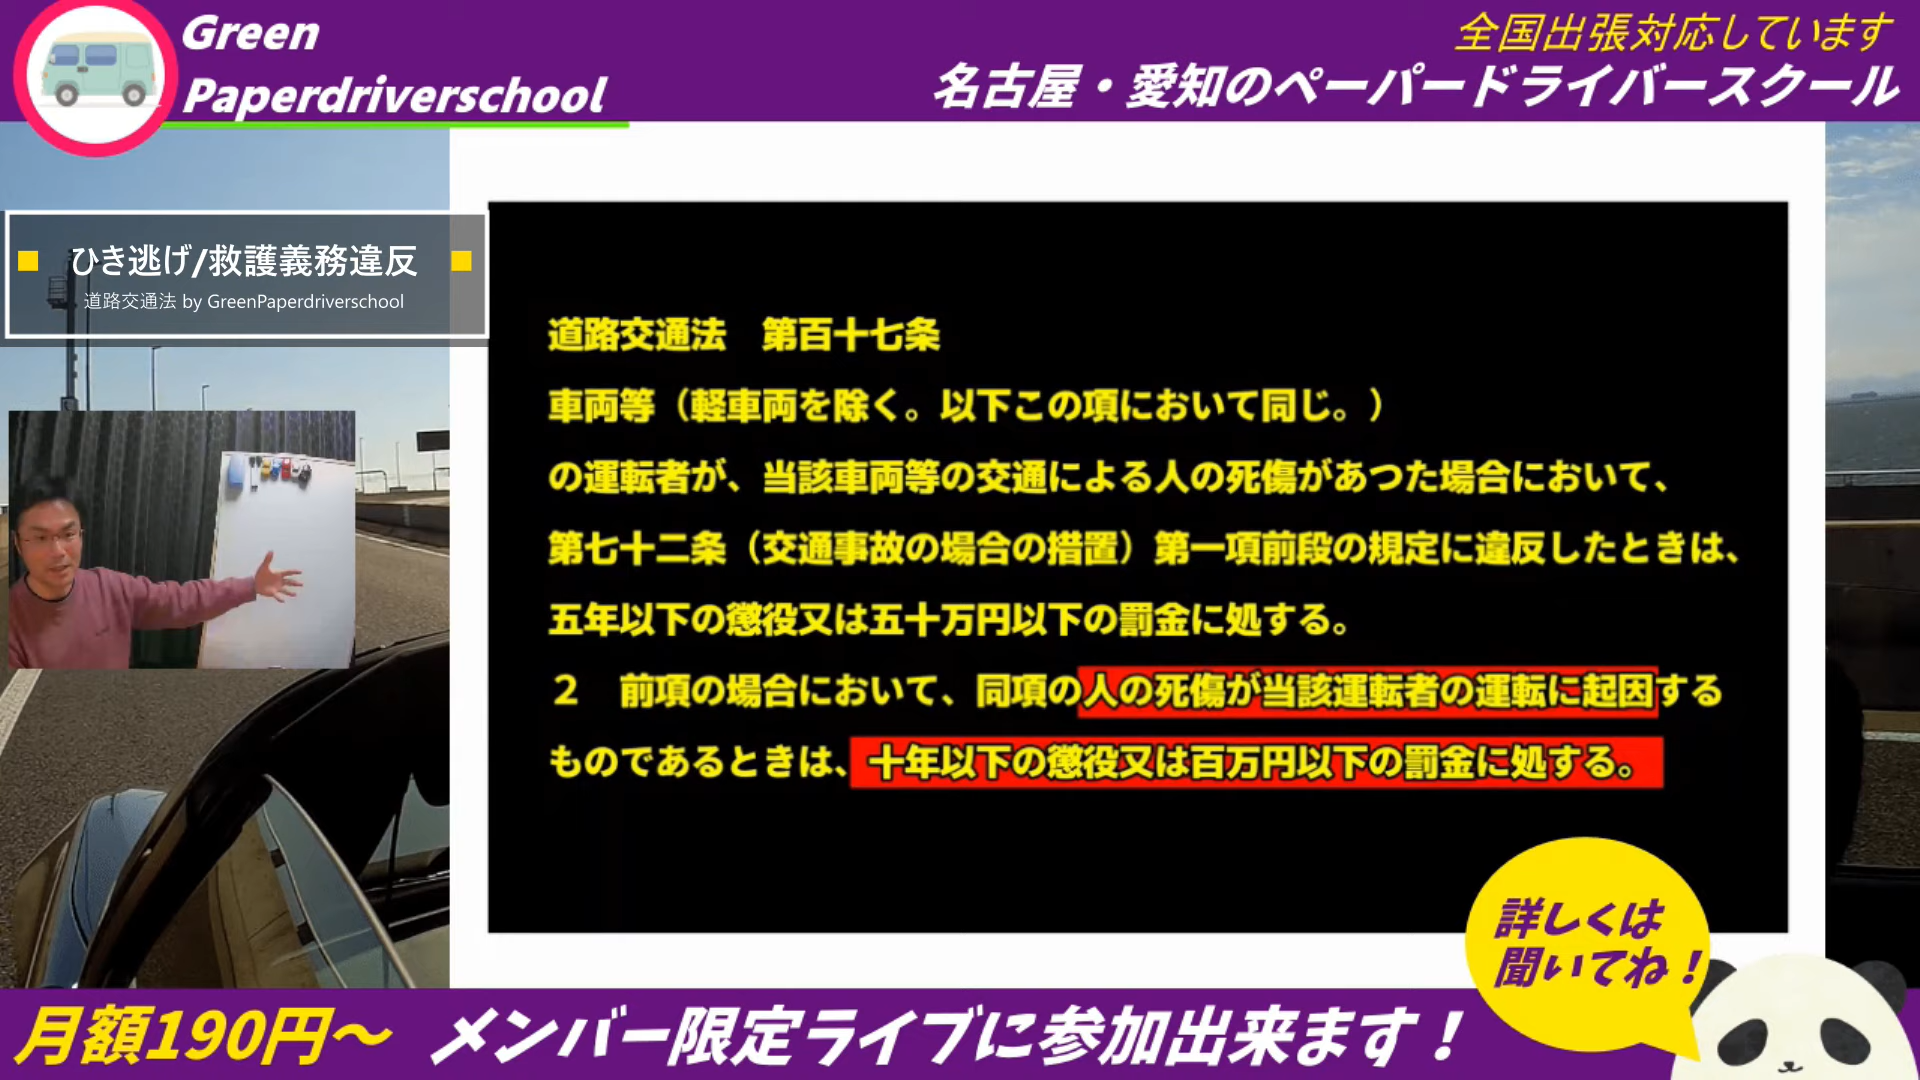 Green
Paperdriverschool
全国出張対応しています
名古屋・愛知のペーパードライバースクール
ひき逃げ/救護義務違反
道路交通法 by GreenPaperdriverschool
道路交通法　第百十七条
車両等（軽車両を除く。以下この項において同じ。）
の運転者が、当該車両等の交通による人の死傷があつた場合において、
第七十二条（交通事故の場合の措置）第一項前段の規定に違反したときは、
五年以下の懲役又は五十万円以下の罰金に処する。
２　前項の場合において、同項の人の死傷が当該運転者の運転に起因する
ものであるときは、十年以下の懲役又は百万円以下の罰金に処する。
詳しくは
聞いてね！
月額190円～　メンバー限定ライブに参加出来ます！